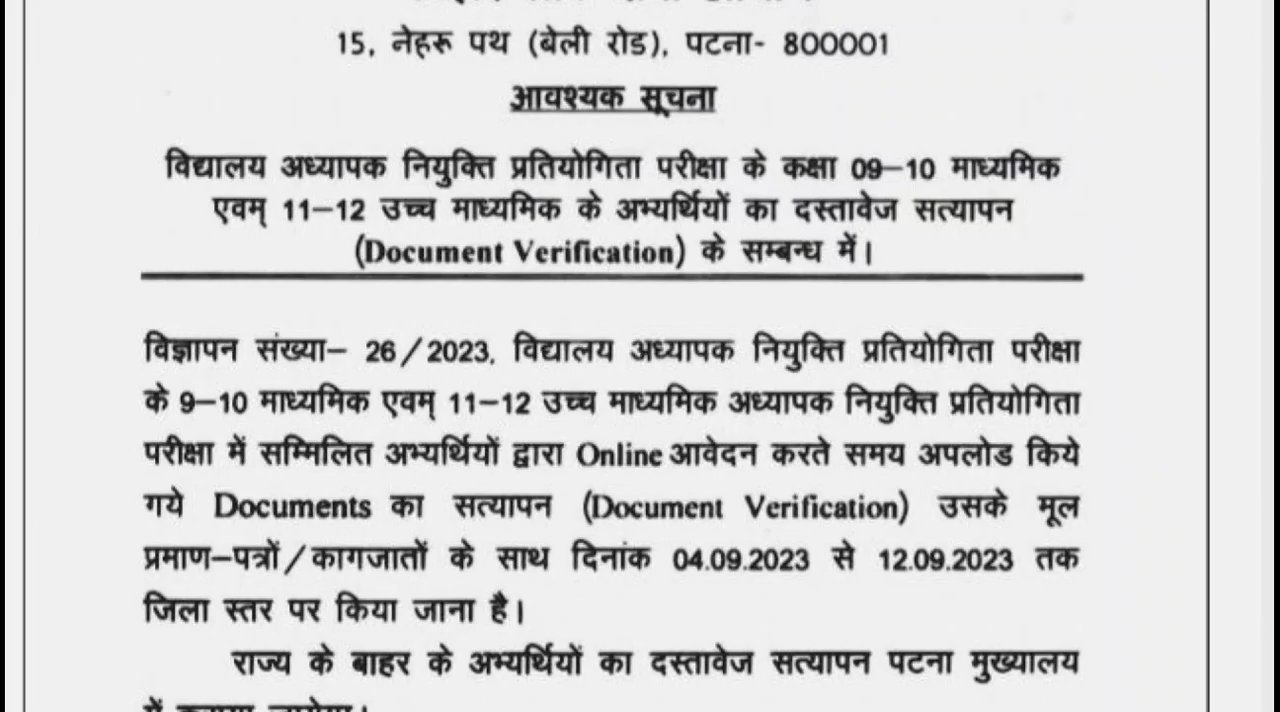 15, नेहरू पथ (बेली रोड), पटना- 800001
आवश्यक सूचना
विद्यालय अध्यापक नियुक्ति प्रतियोगिता परीक्षा के कक्षा 09–10 माध्यमिक
एवम् 11–12 उच्च माध्यमिक के अभ्यर्थियों का दस्तावेज सत्यापन
(Document Verification) के सम्बन्ध में।
विज्ञापन संख्या– 26/2023, विद्यालय अध्यापक नियुक्ति प्रतियोगिता परीक्षा
के 9–10 माध्यमिक एवम् 11–12 उच्च माध्यमिक अध्यापक नियुक्ति प्रतियोगिता
परीक्षा में सम्मिलित अभ्यर्थियों द्वारा Online आवेदन करते समय अपलोड किये
गये Documents का सत्यापन (Document Verification) उसके मूल
प्रमाण–पत्रों/कागजातों के साथ दिनांक 04.09.2023 से 12.09.2023 तक
जिला स्तर पर किया जाना है।
राज्य के बाहर के अभ्यर्थियों का दस्तावेज सत्यापन पटना मुख्यालय
में